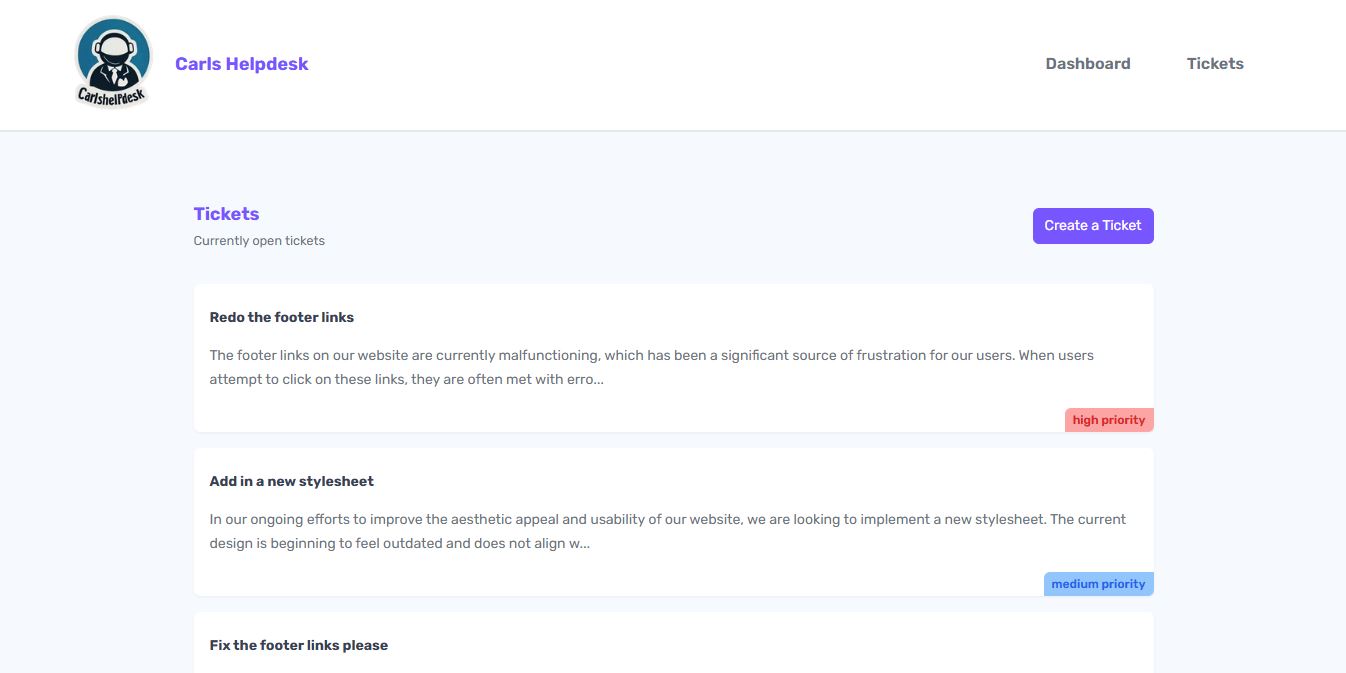 Carlshelpdesk
Carls Helpdesk
Dashboard
Tickets
Tickets
Currently open tickets
Create a Ticket
Redo the footer links
The footer links on our website are currently malfunctioning, which has been a significant source of frustration for our users. When users
attempt to click on these links, they are often met with erro...
high priority
Add in a new stylesheet
In our ongoing efforts to improve the aesthetic appeal and usability of our website, we are looking to implement a new stylesheet. The current
design is beginning to feel outdated and does not align w...
medium priority
Fix the footer links please